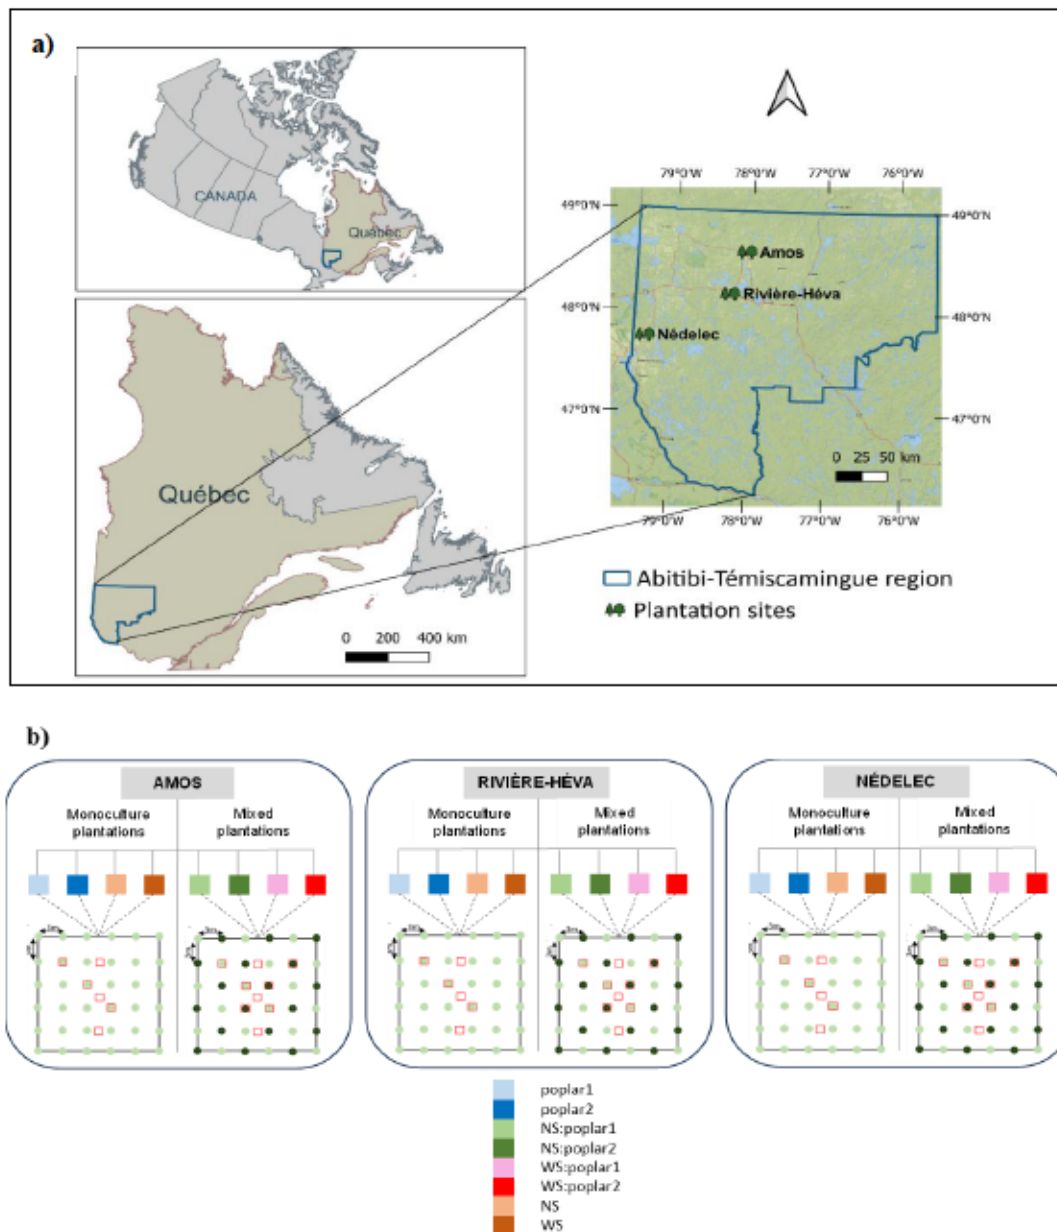 a)
CANADA
Québec
Québec
0 200 400 km
79°0'W 78°0'W 77°0'W 76°0'W
49°0'N
49°0'N
Amos
Rivière-Héva
48°0'N
48°0'N
Nédelec
47°0'N
47°0'N
0 25 50 km
79°0'W 78°0'W 77°0'W 76°0'W
Abitibi-Témiscamingue region
Plantation sites
b)
AMOS
Monoculture
plantations
Mixed
plantations
RIVIÈRE-HÉVA
Monoculture
plantations
Mixed
plantations
NÉDELEC
Monoculture
plantations
Mixed
plantations
poplar1
poplar2
NS:poplar1
NS:poplar2
WS:poplar1
WS:poplar2
NS
WS